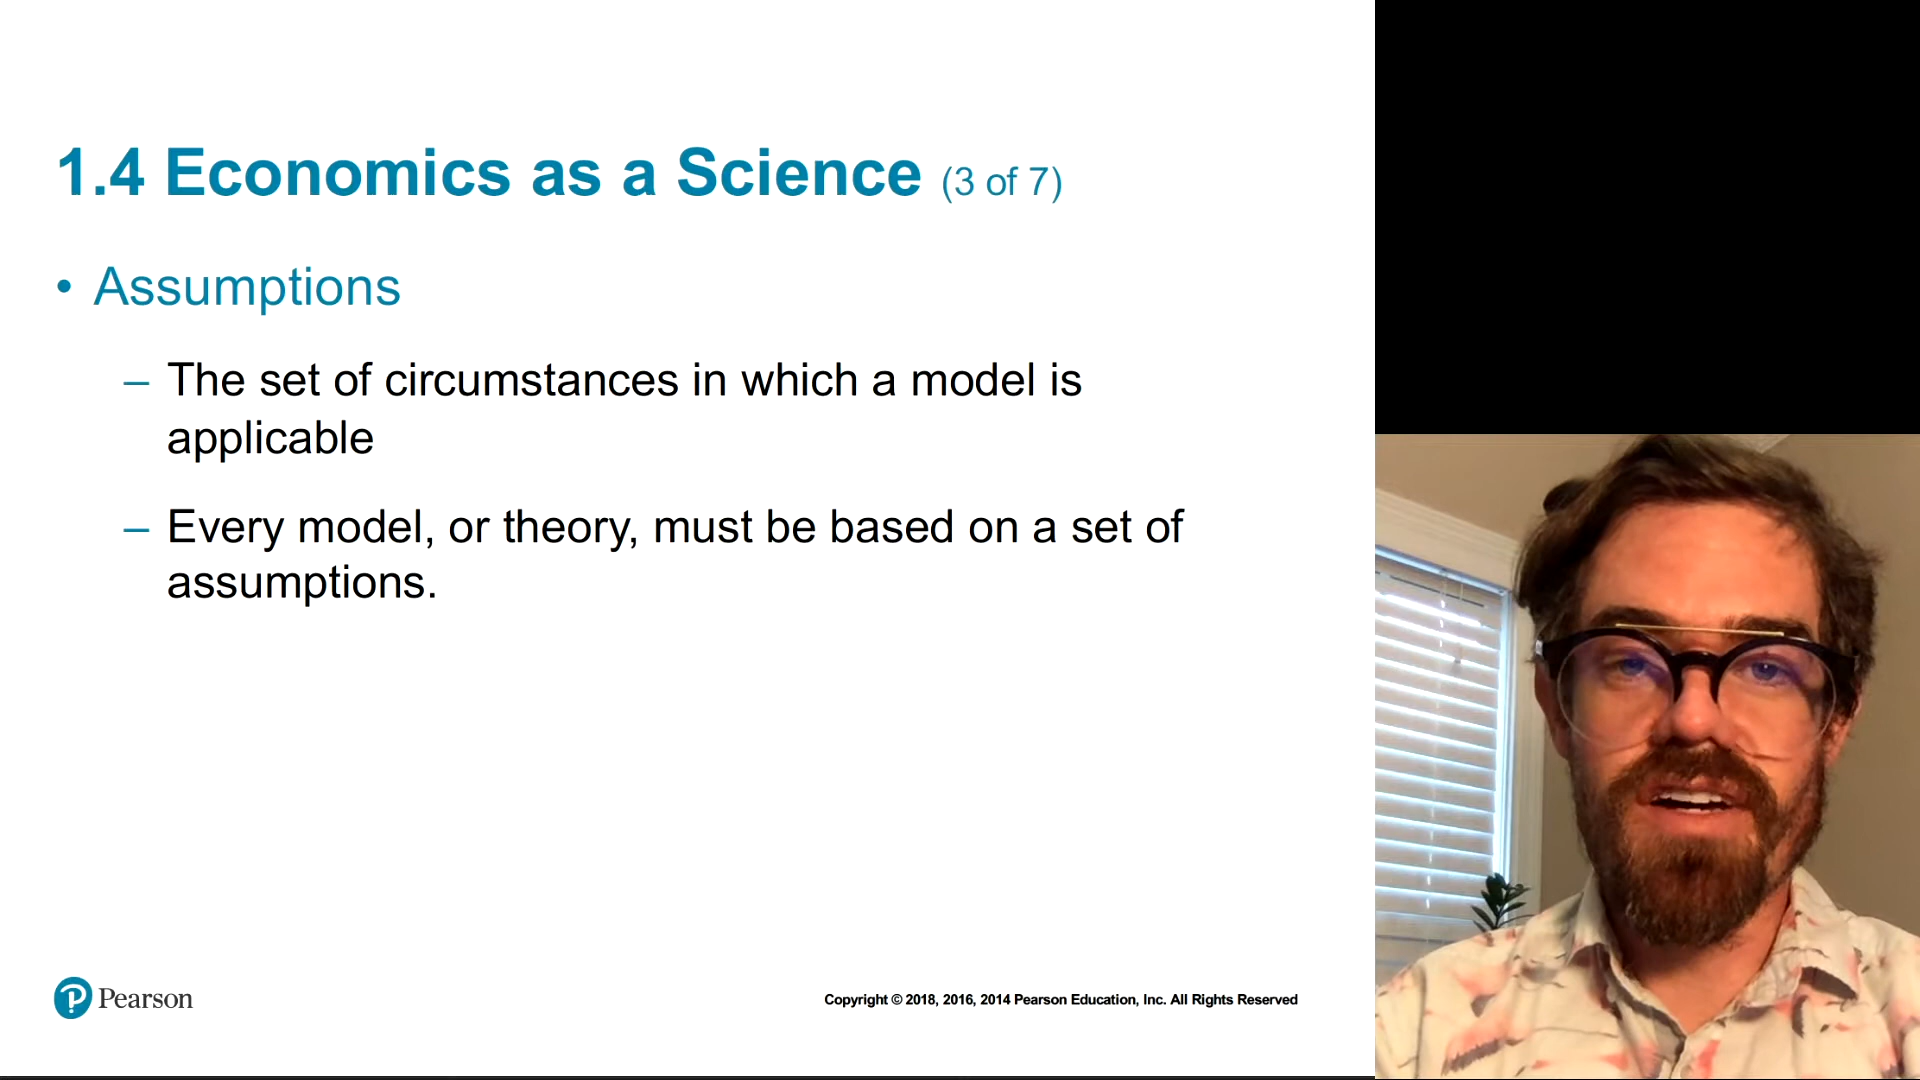 1.4 Economics as a Science (3 of 7)
• Assumptions
– The set of circumstances in which a model is
applicable
– Every model, or theory, must be based on a set of
assumptions.
P Pearson
Copyright © 2018, 2016, 2014 Pearson Education, Inc. All Rights Reserved